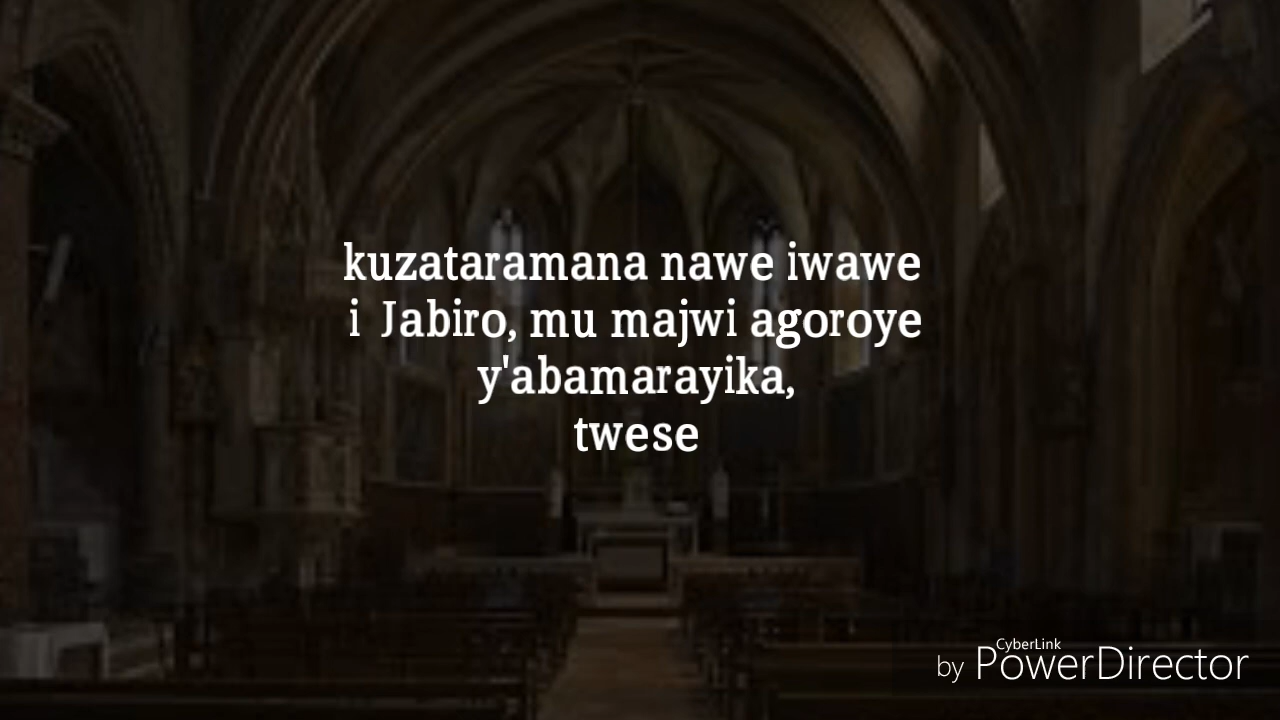 kuzataramana nawe iwawe
i Jabiro, mu majwi agoroye
y'abamarayika,
twese
by CyberLink PowerDirector